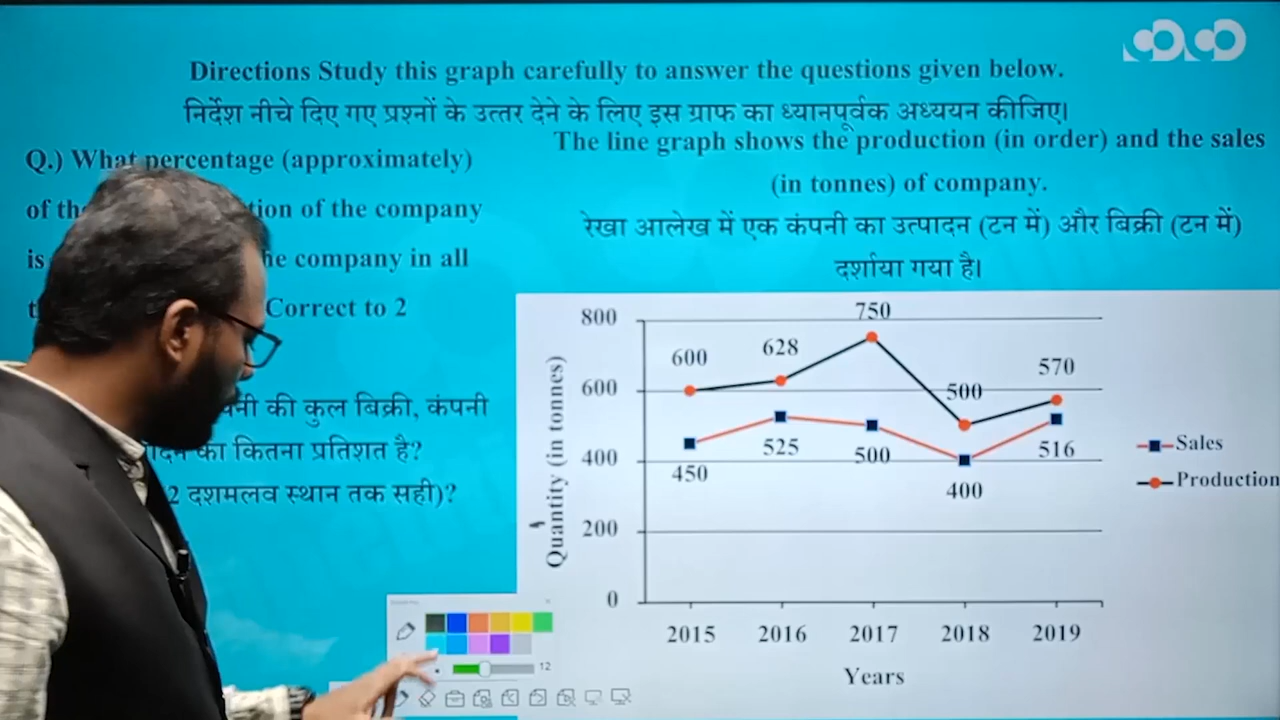 Directions Study this graph carefully to answer the questions given below.
निर्देश नीचे दिए गए प्रश्नों के उत्तर देने के लिए इस ग्राफ का ध्यानपूर्वक अध्ययन कीजिए।
Q.) What percentage (approximately)
of the company
is the company in all
Correct to 2
की कुल बिक्री, कंपनी
का कितना प्रतिशत है?
2 दशमलव स्थान तक सही)?
The line graph shows the production (in order) and the sales
(in tonnes) of company.
रेखा आलेख में एक कंपनी का उत्पादन (टन में) और बिक्री (टन में)
दर्शाया गया है।
Quantity (in tonnes)
800
600
400
200
0
600
628
750
500
570
450
525
500
400
516
Sales
Production
2015 2016 2017 2018 2019
Years
12